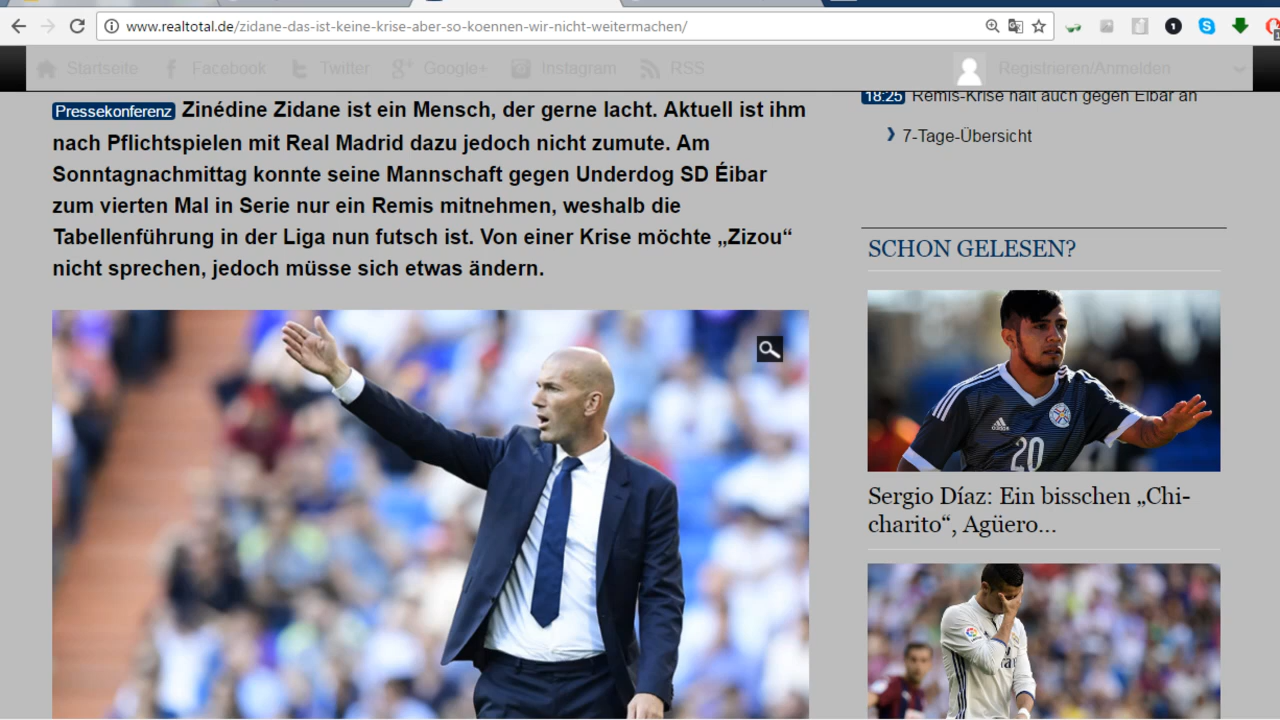 www.realtotal.de/zidane-das-ist-keine-krise-aber-so-koennen-wir-nicht-weitermachen/
Startseite Facebook Twitter Google+ Instagram RSS Registrieren/Anmelden
Pressekonferenz Zinédine Zidane ist ein Mensch, der gerne lacht. Aktuell ist ihm
nach Pflichtspielen mit Real Madrid dazu jedoch nicht zumute. Am
Sonntagnachmittag konnte seine Mannschaft gegen Underdog SD Éibar
zum vierten Mal in Serie nur ein Remis mitnehmen, weshalb die
Tabellenführung in der Liga nun futsch ist. Von einer Krise möchte „Zizou“
nicht sprechen, jedoch müsse sich etwas ändern.
18:25 Remis-Krise hält auch gegen Eibar an
7-Tage-Übersicht
SCHON GELESEN?
adidas
20
Sergio Díaz: Ein bisschen „Chi-
charito“, Agüero...